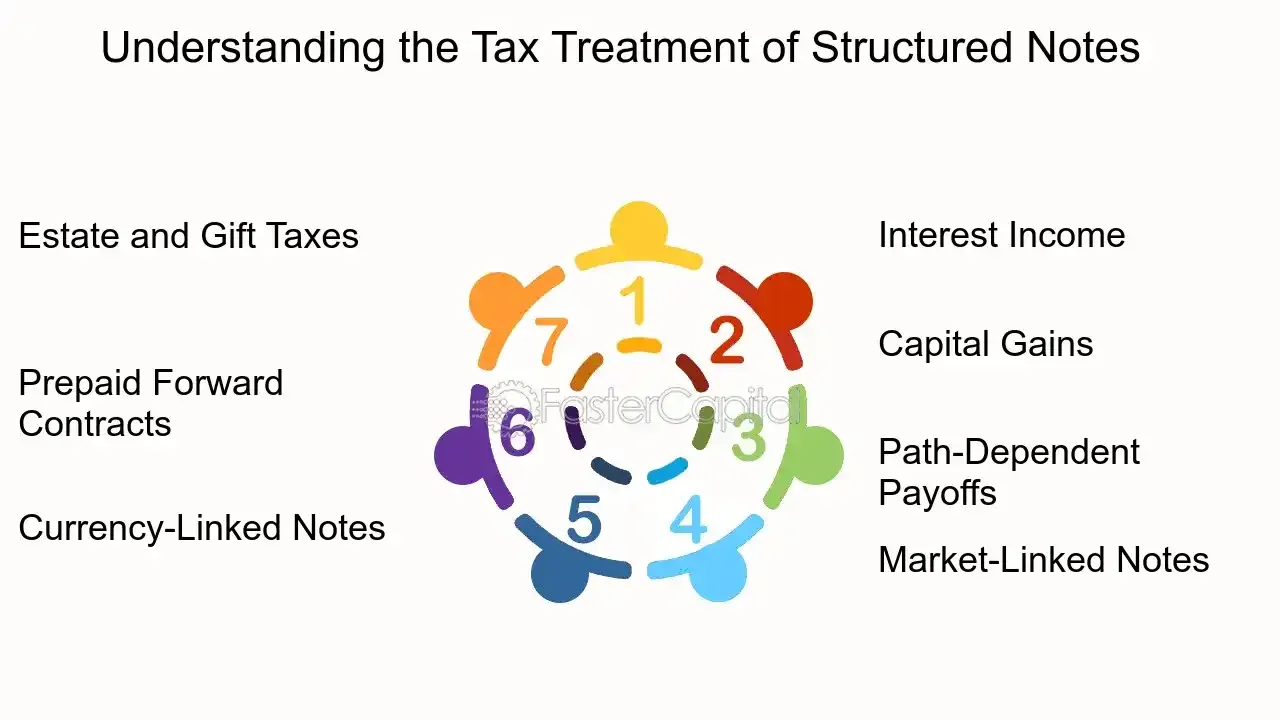 Understanding the Tax Treatment of Structured Notes
Estate and Gift Taxes
Interest Income
1
7
2
Capital Gains
Prepaid Forward
Contracts
FasterCapital
6
3
Path-Dependent
Payoffs
5
4
Currency-Linked Notes
Market-Linked Notes